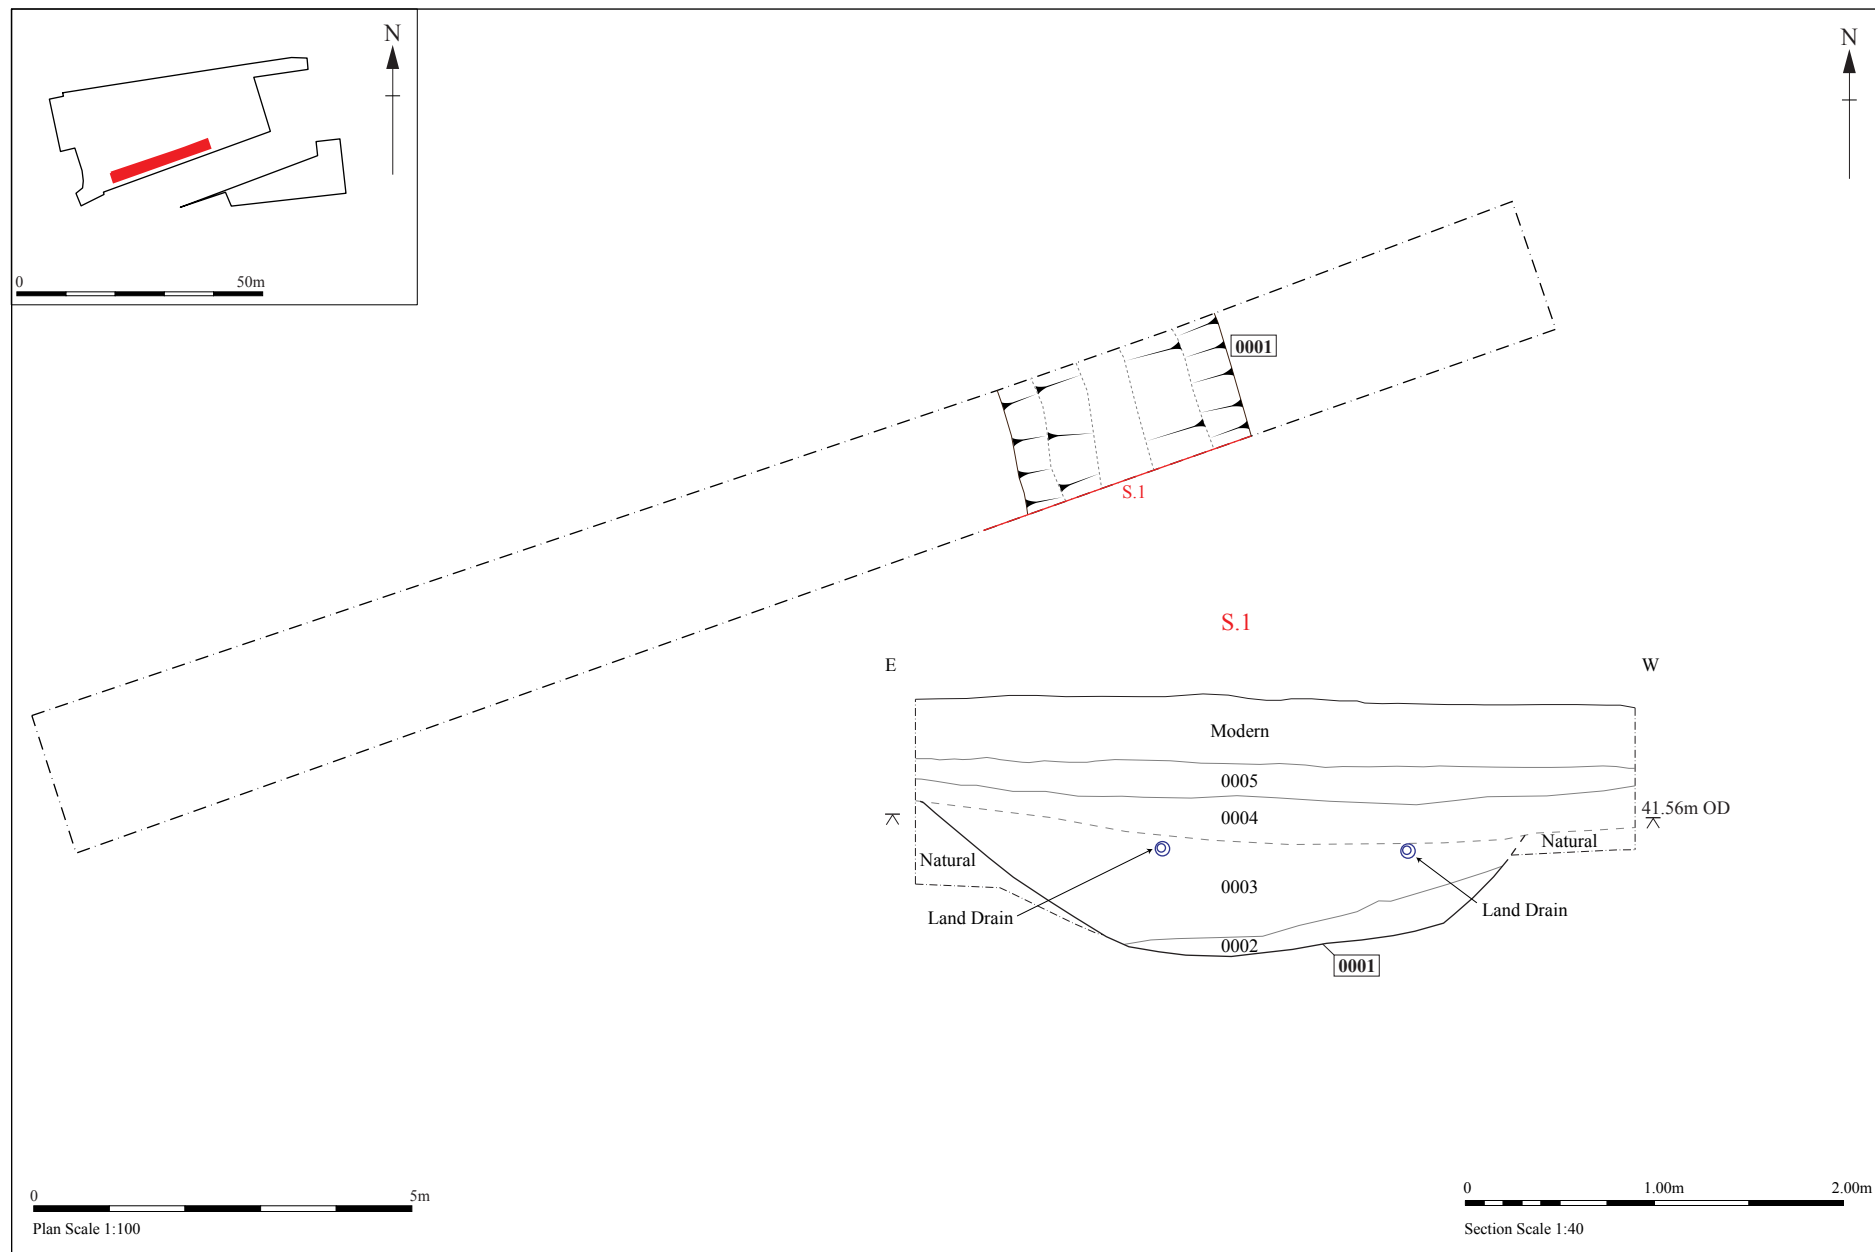 N
0
50m
N
0001
S.1
S.1
E
W
Modern
0005
0004
41.56m OD
Natural
Natural
0003
Land Drain
Land Drain
0002
0001
0
5m
Plan Scale 1:100
0
1.00m
2.00m
Section Scale 1:40